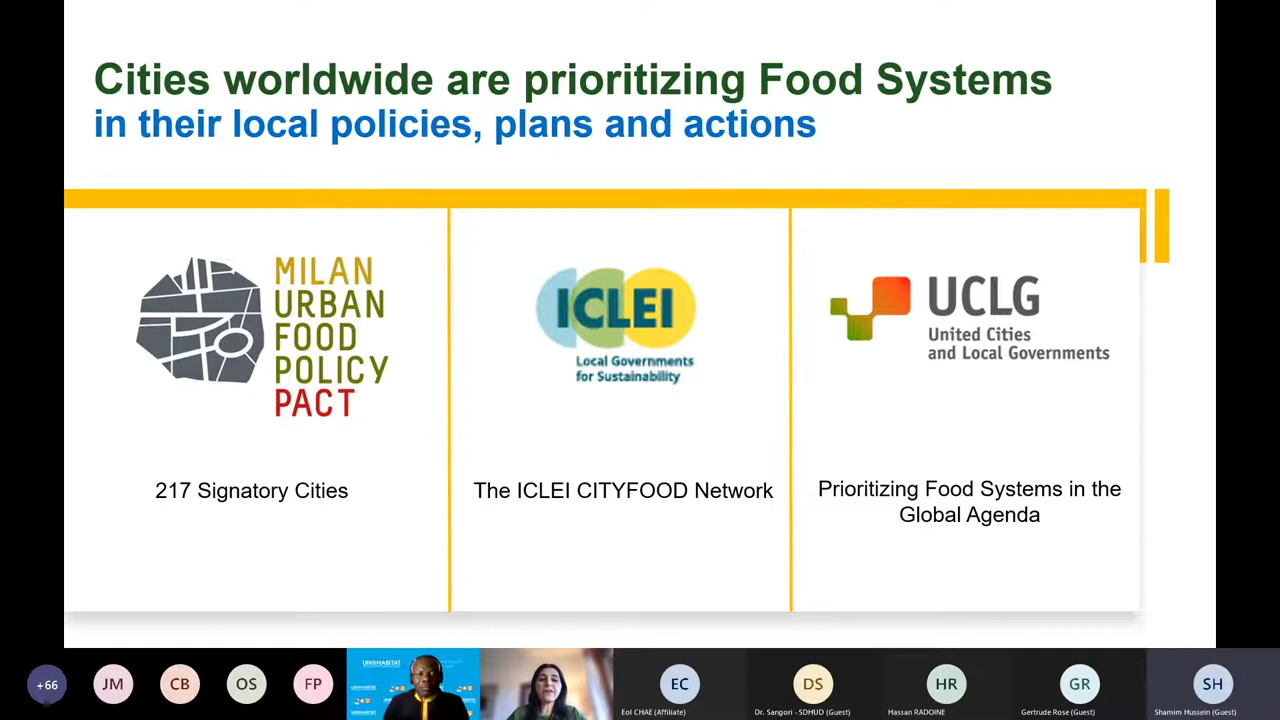 Cities worldwide are prioritizing Food Systems
in their local policies, plans and actions
MILAN
URBAN
FOOD
POLICY
PACT
217 Signatory Cities
ICLEI
Local Governments
for Sustainability
The ICLEI CITYFOOD Network
UCLG
United Cities
and Local Governments
Prioritizing Food Systems in the
Global Agenda
+66
JM
CB
OS
FP
UN@HABITAT
EC
Eol CHAE (Affiliate)
DS
Dr. Sangori - SDHUD (Guest)
HR
Hassan RADOINE
GR
Gertrude Rose (Guest)
SH
Shamim Hussein (Guest)